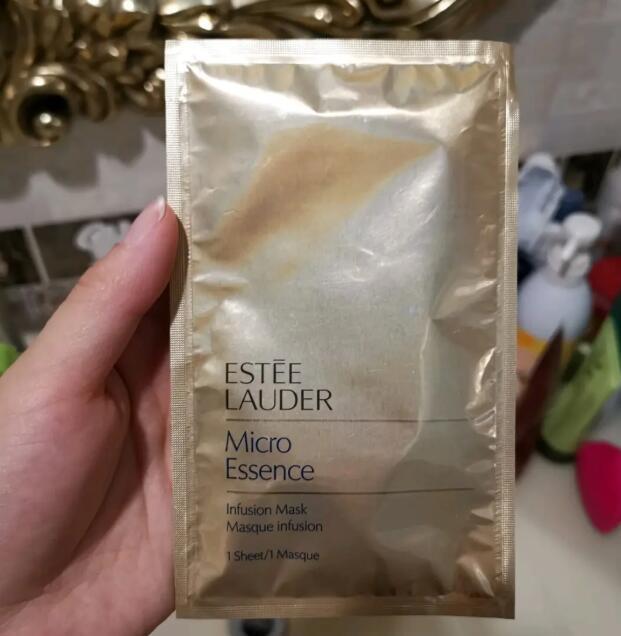 ESTĒE
LAUDER
Micro
Essence
Infusion Mask
Masque infusion
1 Sheet/1 Masque